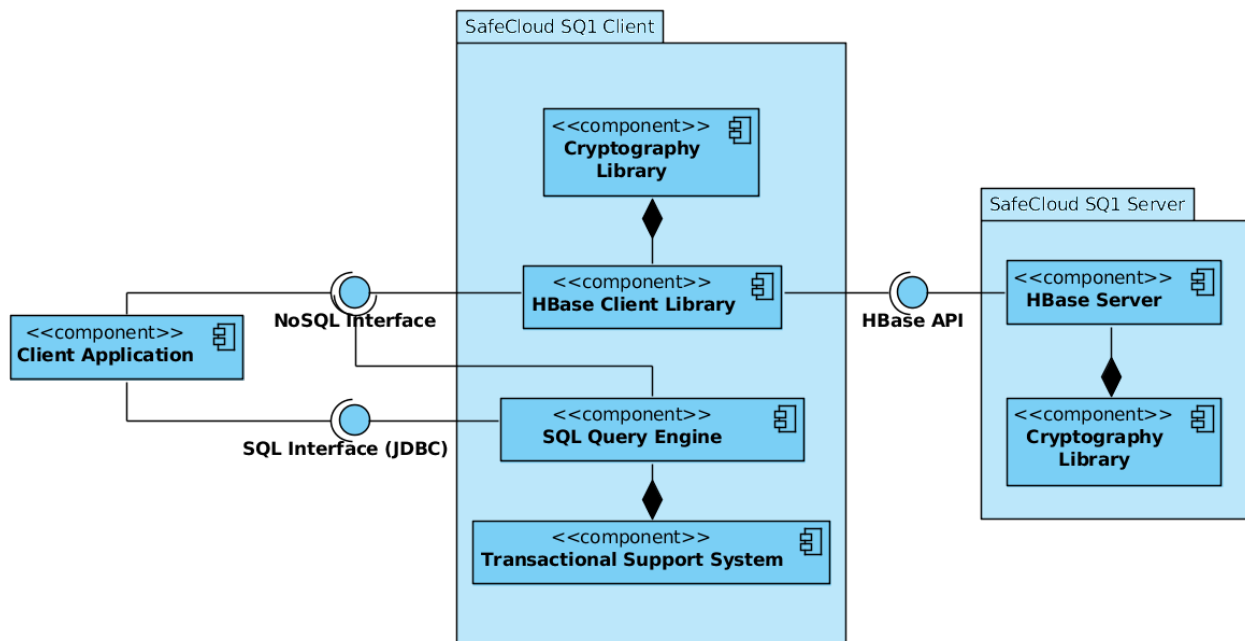 SafeCloud SQ1 Client
<<component>>
Cryptography
Library
SafeCloud SQ1 Server
<<component>>
HBase Client Library
<<component>>
HBase Server
NoSQL Interface
HBase API
<<component>>
Client Application
<<component>>
SQL Query Engine
<<component>>
Cryptography
Library
SQL Interface (JDBC)
<<component>>
Transactional Support System